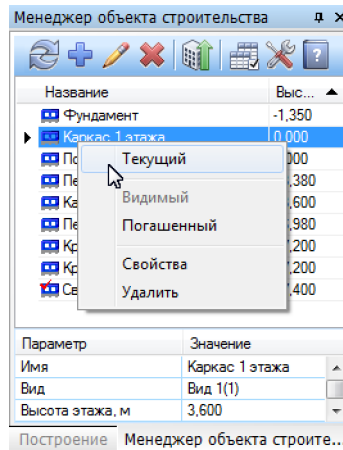 Менеджер объекта строительства
Название Выс...
Фундамент -1,350
Каркас 1 этажа 0,000
Текущий
Видимый
Погашенный
Свойства
Удалить
Параметр Значение
Имя Каркас 1 этажа
Вид Вид 1(1)
Высота этажа, м 3,600
Построение Менеджер объекта строите...